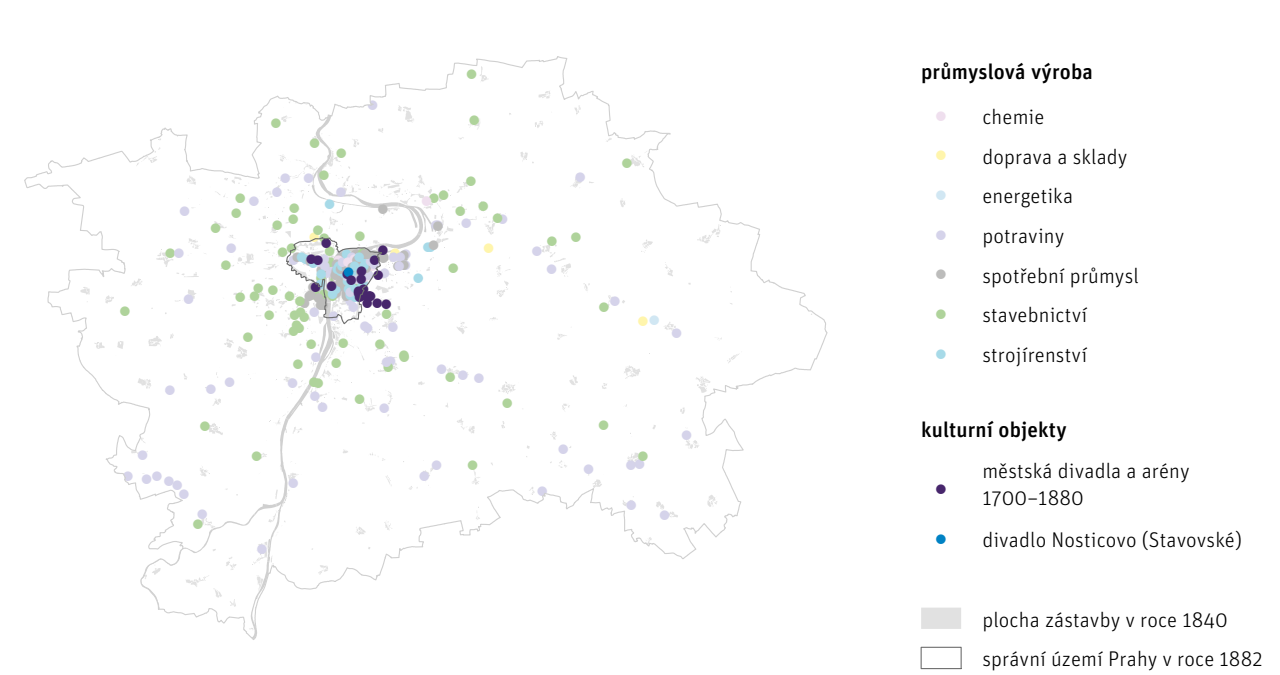 průmyslová výroba
chemie
doprava a sklady
energetika
potraviny
spotřební průmysl
stavebnictví
strojírenství
kulturní objekty
městská divadla a arény
1700–1880
divadlo Nosticovo (Stavovské)
plocha zástavby v roce 1840
správní území Prahy v roce 1882